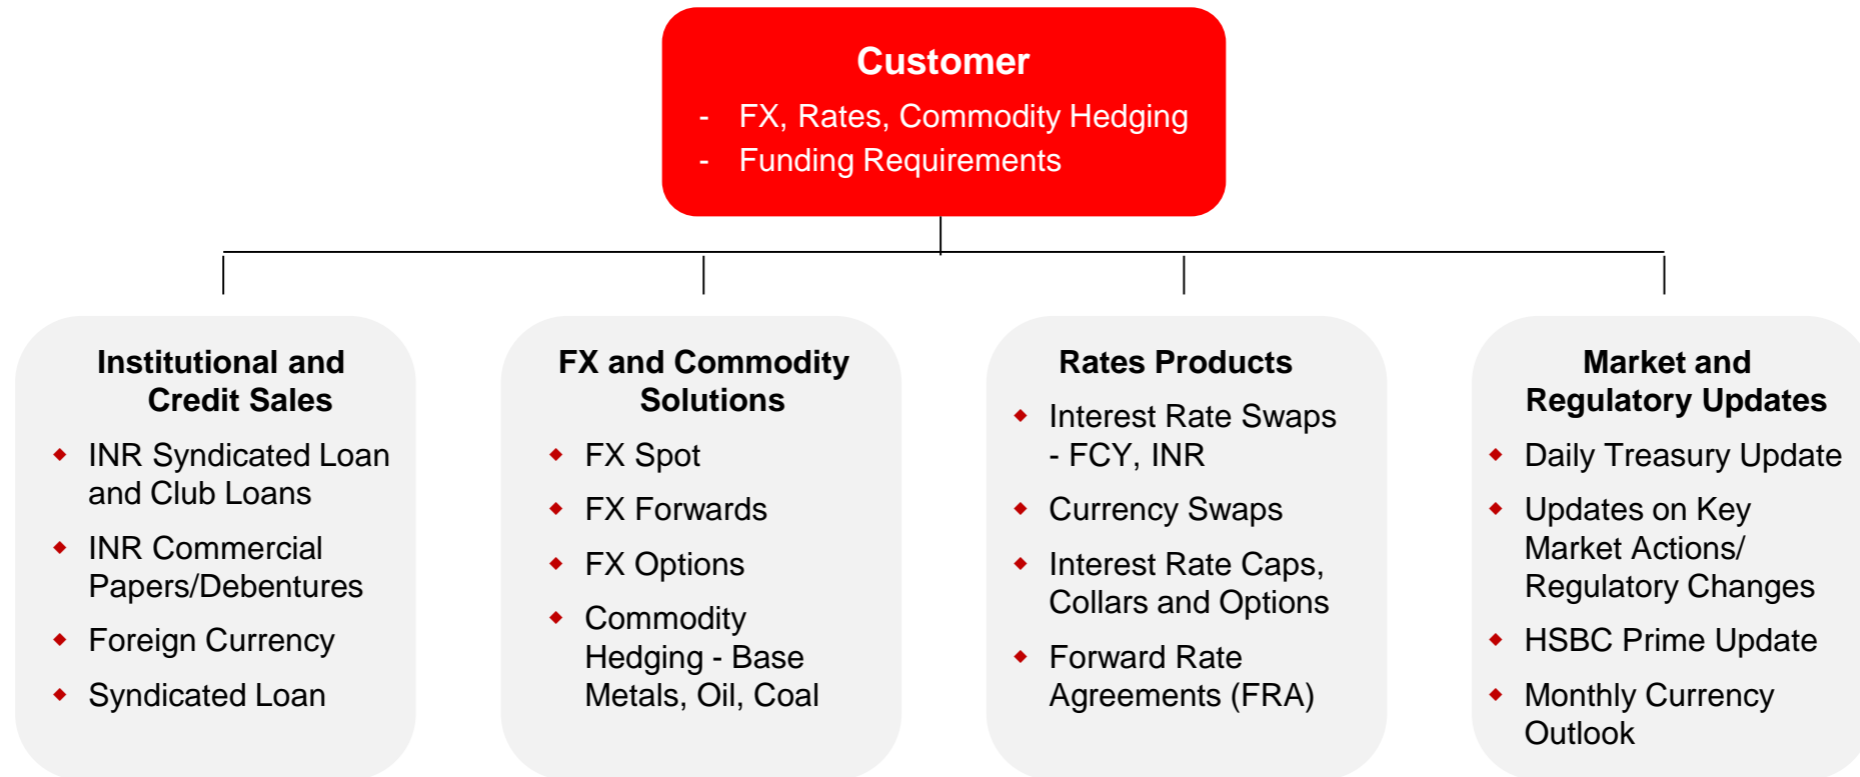 Customer
- FX, Rates, Commodity Hedging
- Funding Requirements
Institutional and
Credit Sales
INR Syndicated Loan
and Club Loans
INR Commercial
Papers/Debentures
Foreign Currency
Syndicated Loan
FX and Commodity
Solutions
FX Spot
FX Forwards
FX Options
Commodity
Hedging - Base
Metals, Oil, Coal
Rates Products
Interest Rate Swaps
- FCY, INR
Currency Swaps
Interest Rate Caps,
Collars and Options
Forward Rate
Agreements (FRA)
Market and
Regulatory Updates
Daily Treasury Update
Updates on Key
Market Actions/
Regulatory Changes
HSBC Prime Update
Monthly Currency
Outlook